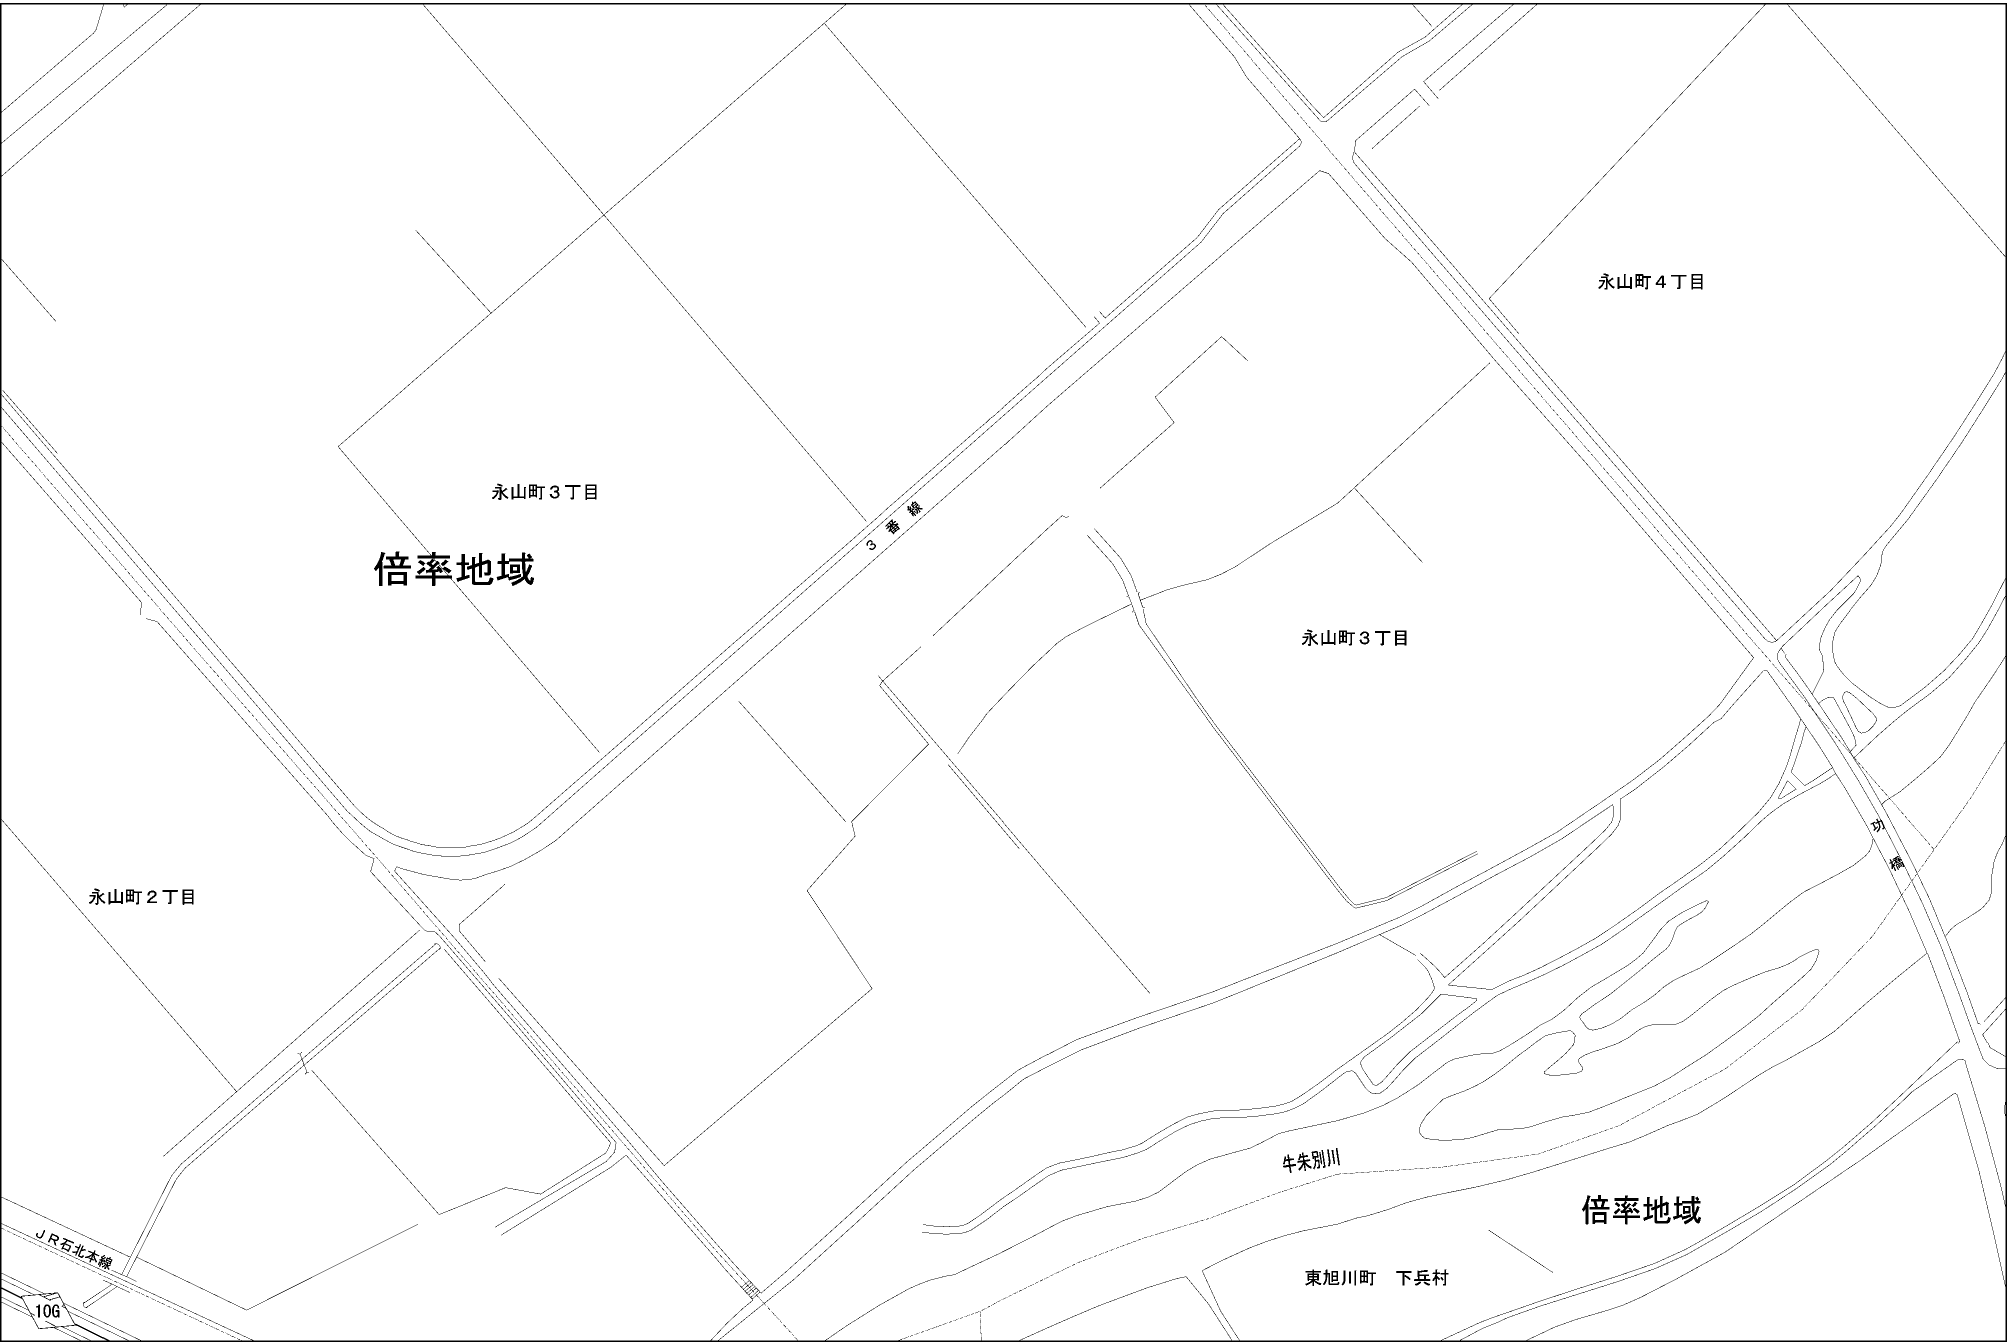 永山町４丁目
永山町３丁目
３番線
倍率地域
永山町３丁目
功橋
永山町２丁目
牛朱別川
倍率地域
ＪＲ石北本線
東旭川町　下兵村
10G